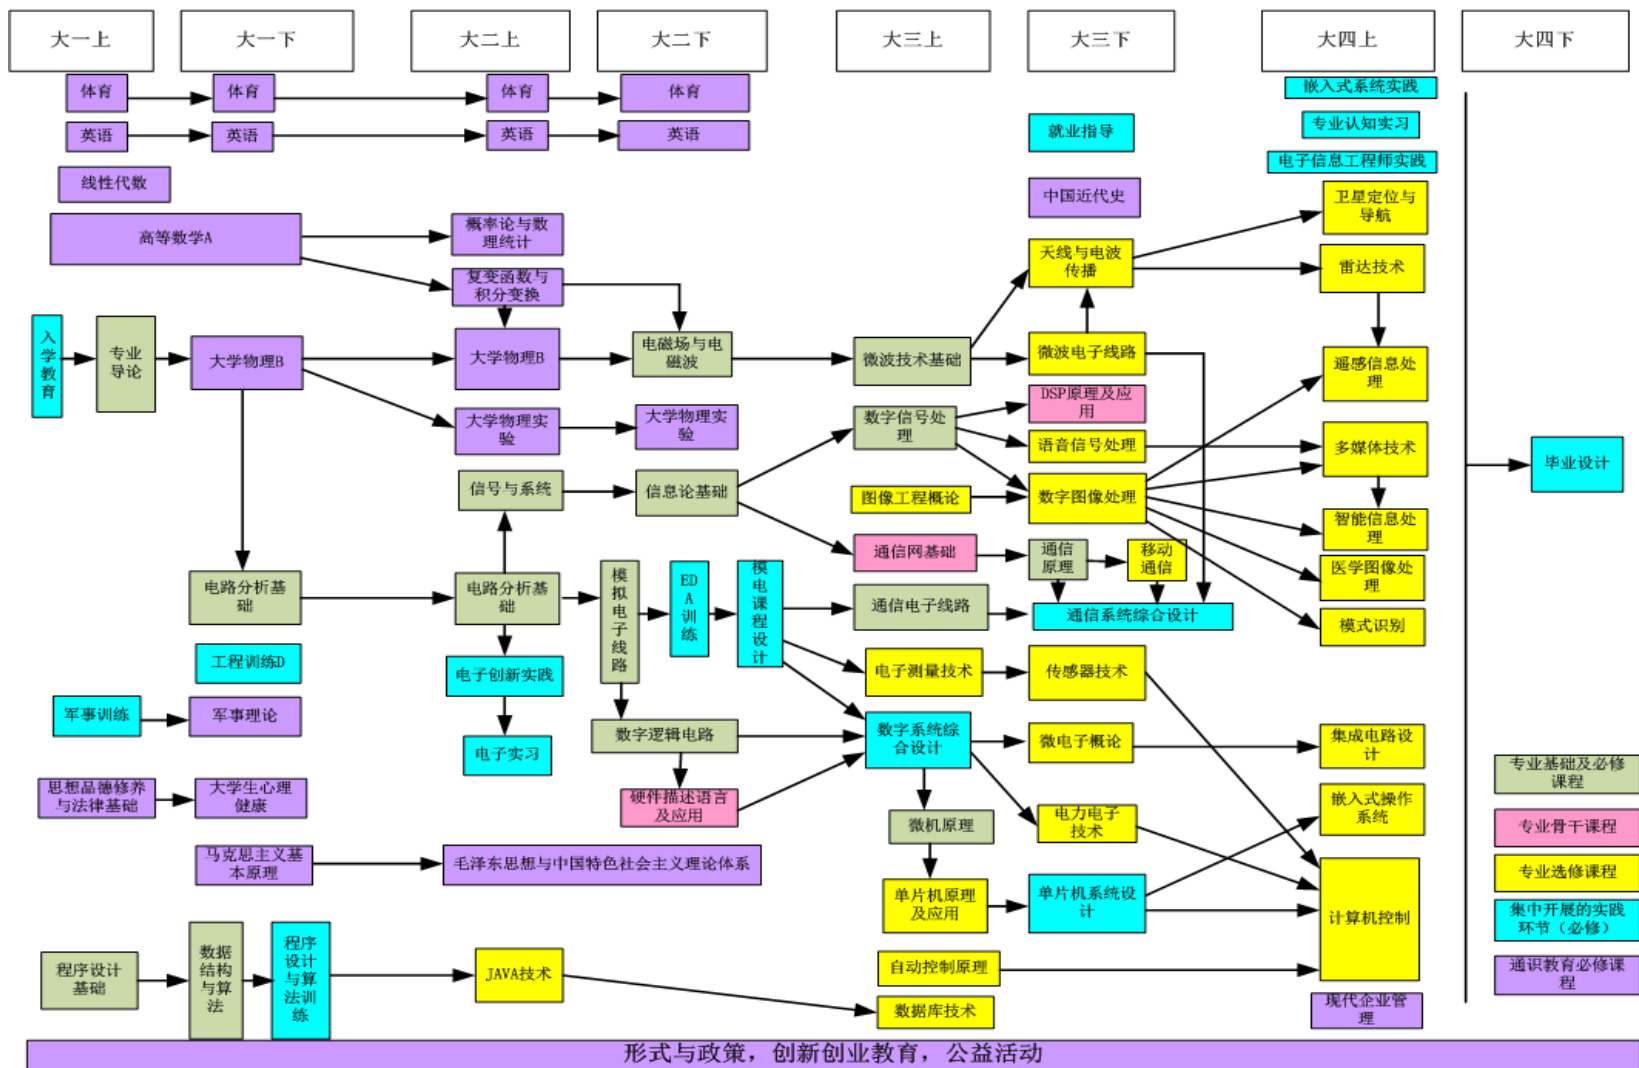 大一上
大一下
大二上
大二下
大三上
大三下
大四上
大四下
体育
体育
体育
体育
嵌入式系统实践
英语
英语
英语
英语
就业指导
专业认知实习
电子信息工程师实践
线性代数
中国近代史
卫星定位与
导航
高等数学A
概率论与数
理统计
天线与电波
传播
雷达技术
复变函数与
积分变换
入
学
教
育
专业
导论
大学物理B
大学物理B
电磁场与电
磁波
微波技术基础
微波电子线路
遥感信息处
理
DSP原理及应
用
大学物理实
验
大学物理实
验
数字信号处
理
语音信号处理
多媒体技术
毕业设计
信号与系统
信息论基础
图像工程概论
数字图像处理
智能信息处
理
通信网基础
通信
原理
移动
通信
医学图像处
理
电路分析基
础
电路分析基
础
模
拟
电
子
线
路
ED
A
训
练
模
电
课
程
设
计
通信电子线路
通信系统综合设计
模式识别
工程训练D
电子创新实践
电子测量技术
传感器技术
军事训练
军事理论
电子实习
数字逻辑电路
数字系统综
合设计
微电子概论
集成电路设
计
思想品德修养
与法律基础
大学生心理
健康
硬件描述语言
及应用
微机原理
电力电子
技术
嵌入式操作
系统
马克思主义基
本原理
毛泽东思想与中国特色社会主义理论体系
单片机原理
及应用
单片机系统设
计
计算机控制
程序设计
基础
数据
结构
与算
法
程序
设计
与算
法训
练
JAVA技术
自动控制原理
数据库技术
现代企业管
理
专业基础及必修
课程
专业骨干课程
专业选修课程
集中开展的实践
环节（必修）
通识教育必修课
程
形式与政策，创新创业教育，公益活动